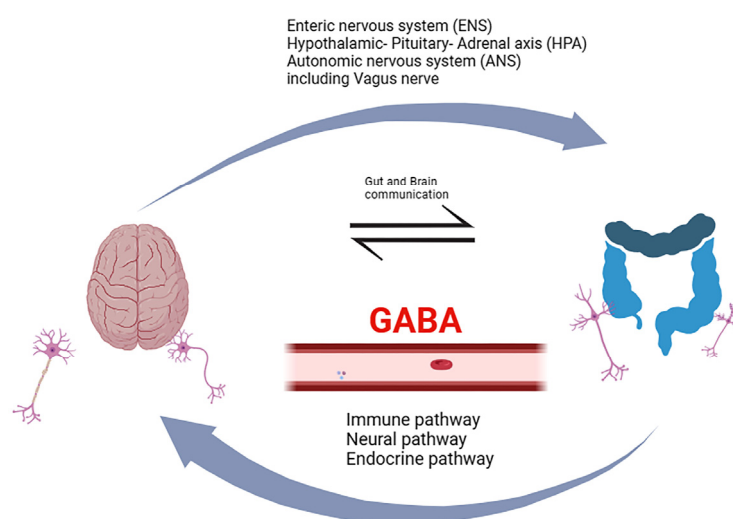 Enteric nervous system (ENS)
Hypothalamic- Pituitary- Adrenal axis (HPA)
Autonomic nervous system (ANS)
including Vagus nerve
Gut and Brain
communication
GABA
Immune pathway
Neural pathway
Endocrine pathway